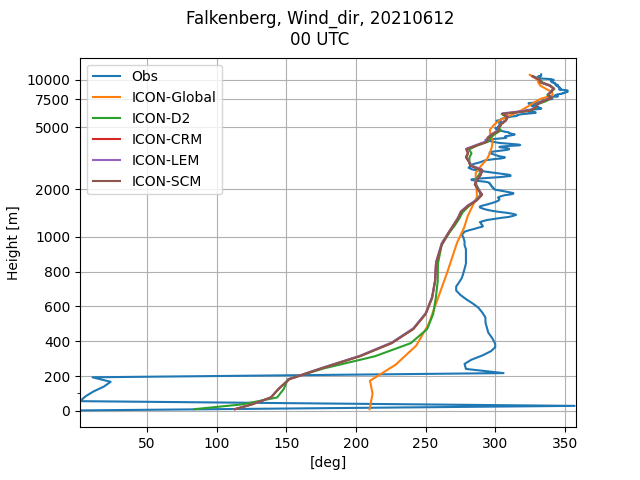 Falkenberg, Wind_dir, 20210612
00 UTC
Obs
ICON-Global
ICON-D2
ICON-CRM
ICON-LEM
ICON-SCM
Height [m]
10000
7500
5000
2000
1000
800
600
400
200
0
50
100
150
200
250
300
350
[deg]